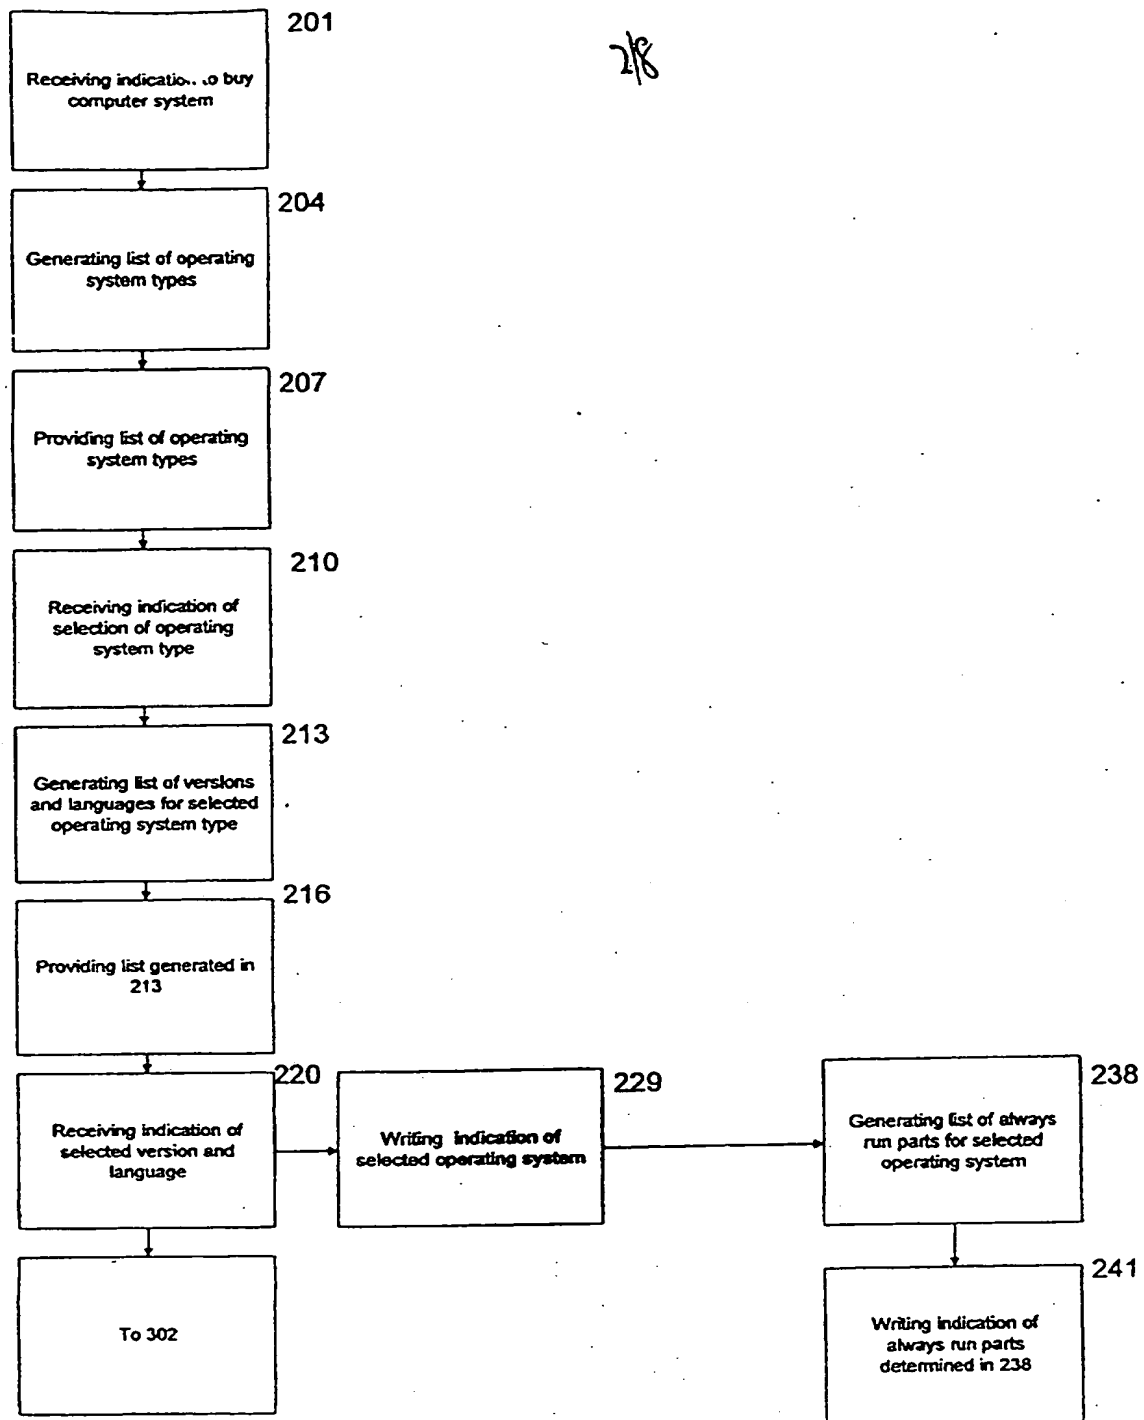 201
2/8
Receiving indication to buy
computer system
204
Generating list of operating
system types
207
Providing list of operating
system types
210
Receiving indication of
selection of operating
system type
213
Generating list of versions
and languages for selected
operating system type
216
Providing list generated in
213
220
Receiving indication of
selected version and
language
229
Writing indication of
selected operating system
238
Generating list of always
run parts for selected
operating system
To 302
241
Writing indication of
always run parts
determined in 238